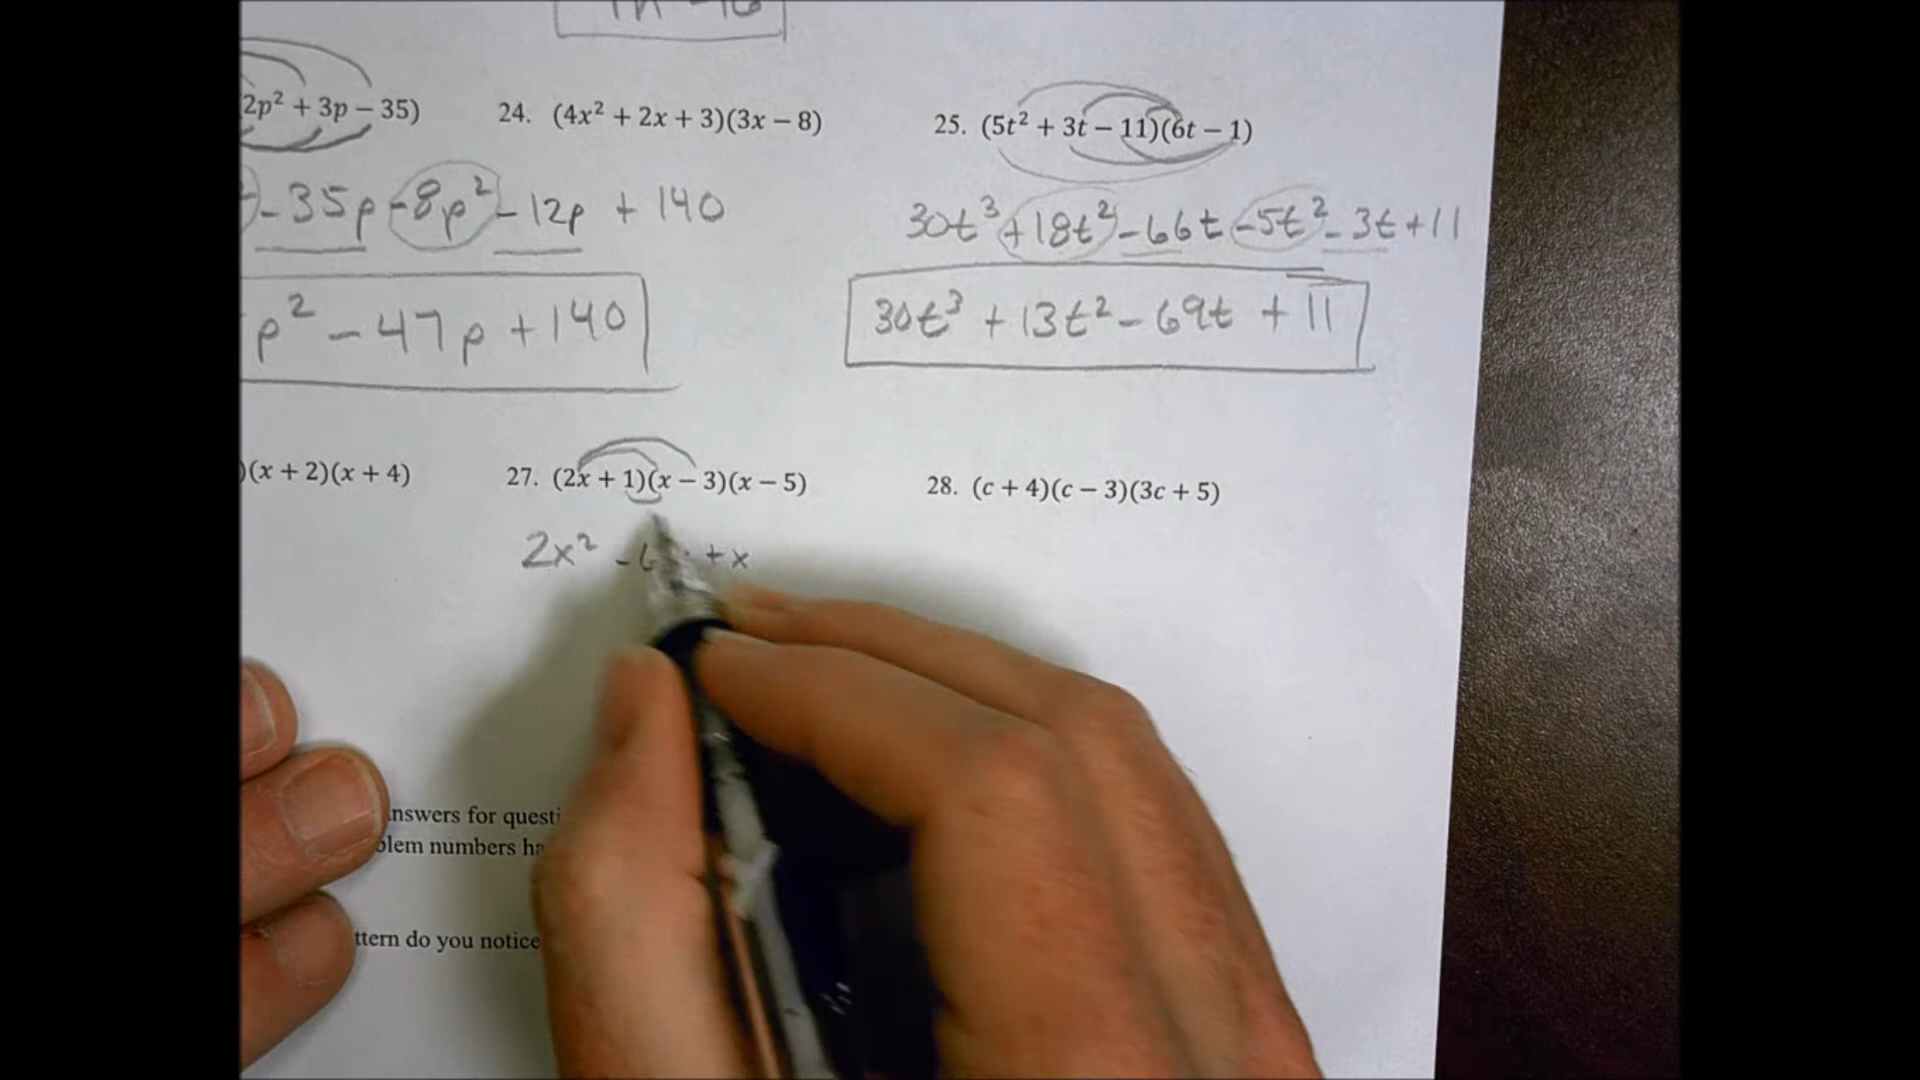 2p² + 3p − 35)
24. (4x² + 2x + 3)(3x − 8)
25. (5t² + 3t − 11)(6t − 1)
-35p -8p² -12p + 140
30t³ +18t² -66t -5t² -3t +11
p² - 47p + 140
30t³ + 13t² - 69t + 11
)(x + 2)(x + 4)
27. (2x + 1)(x − 3)(x − 5)
28. (c + 4)(c − 3)(3c + 5)
2x² - 6 + x
nswers for questi
blem numbers ha
ttern do you notice